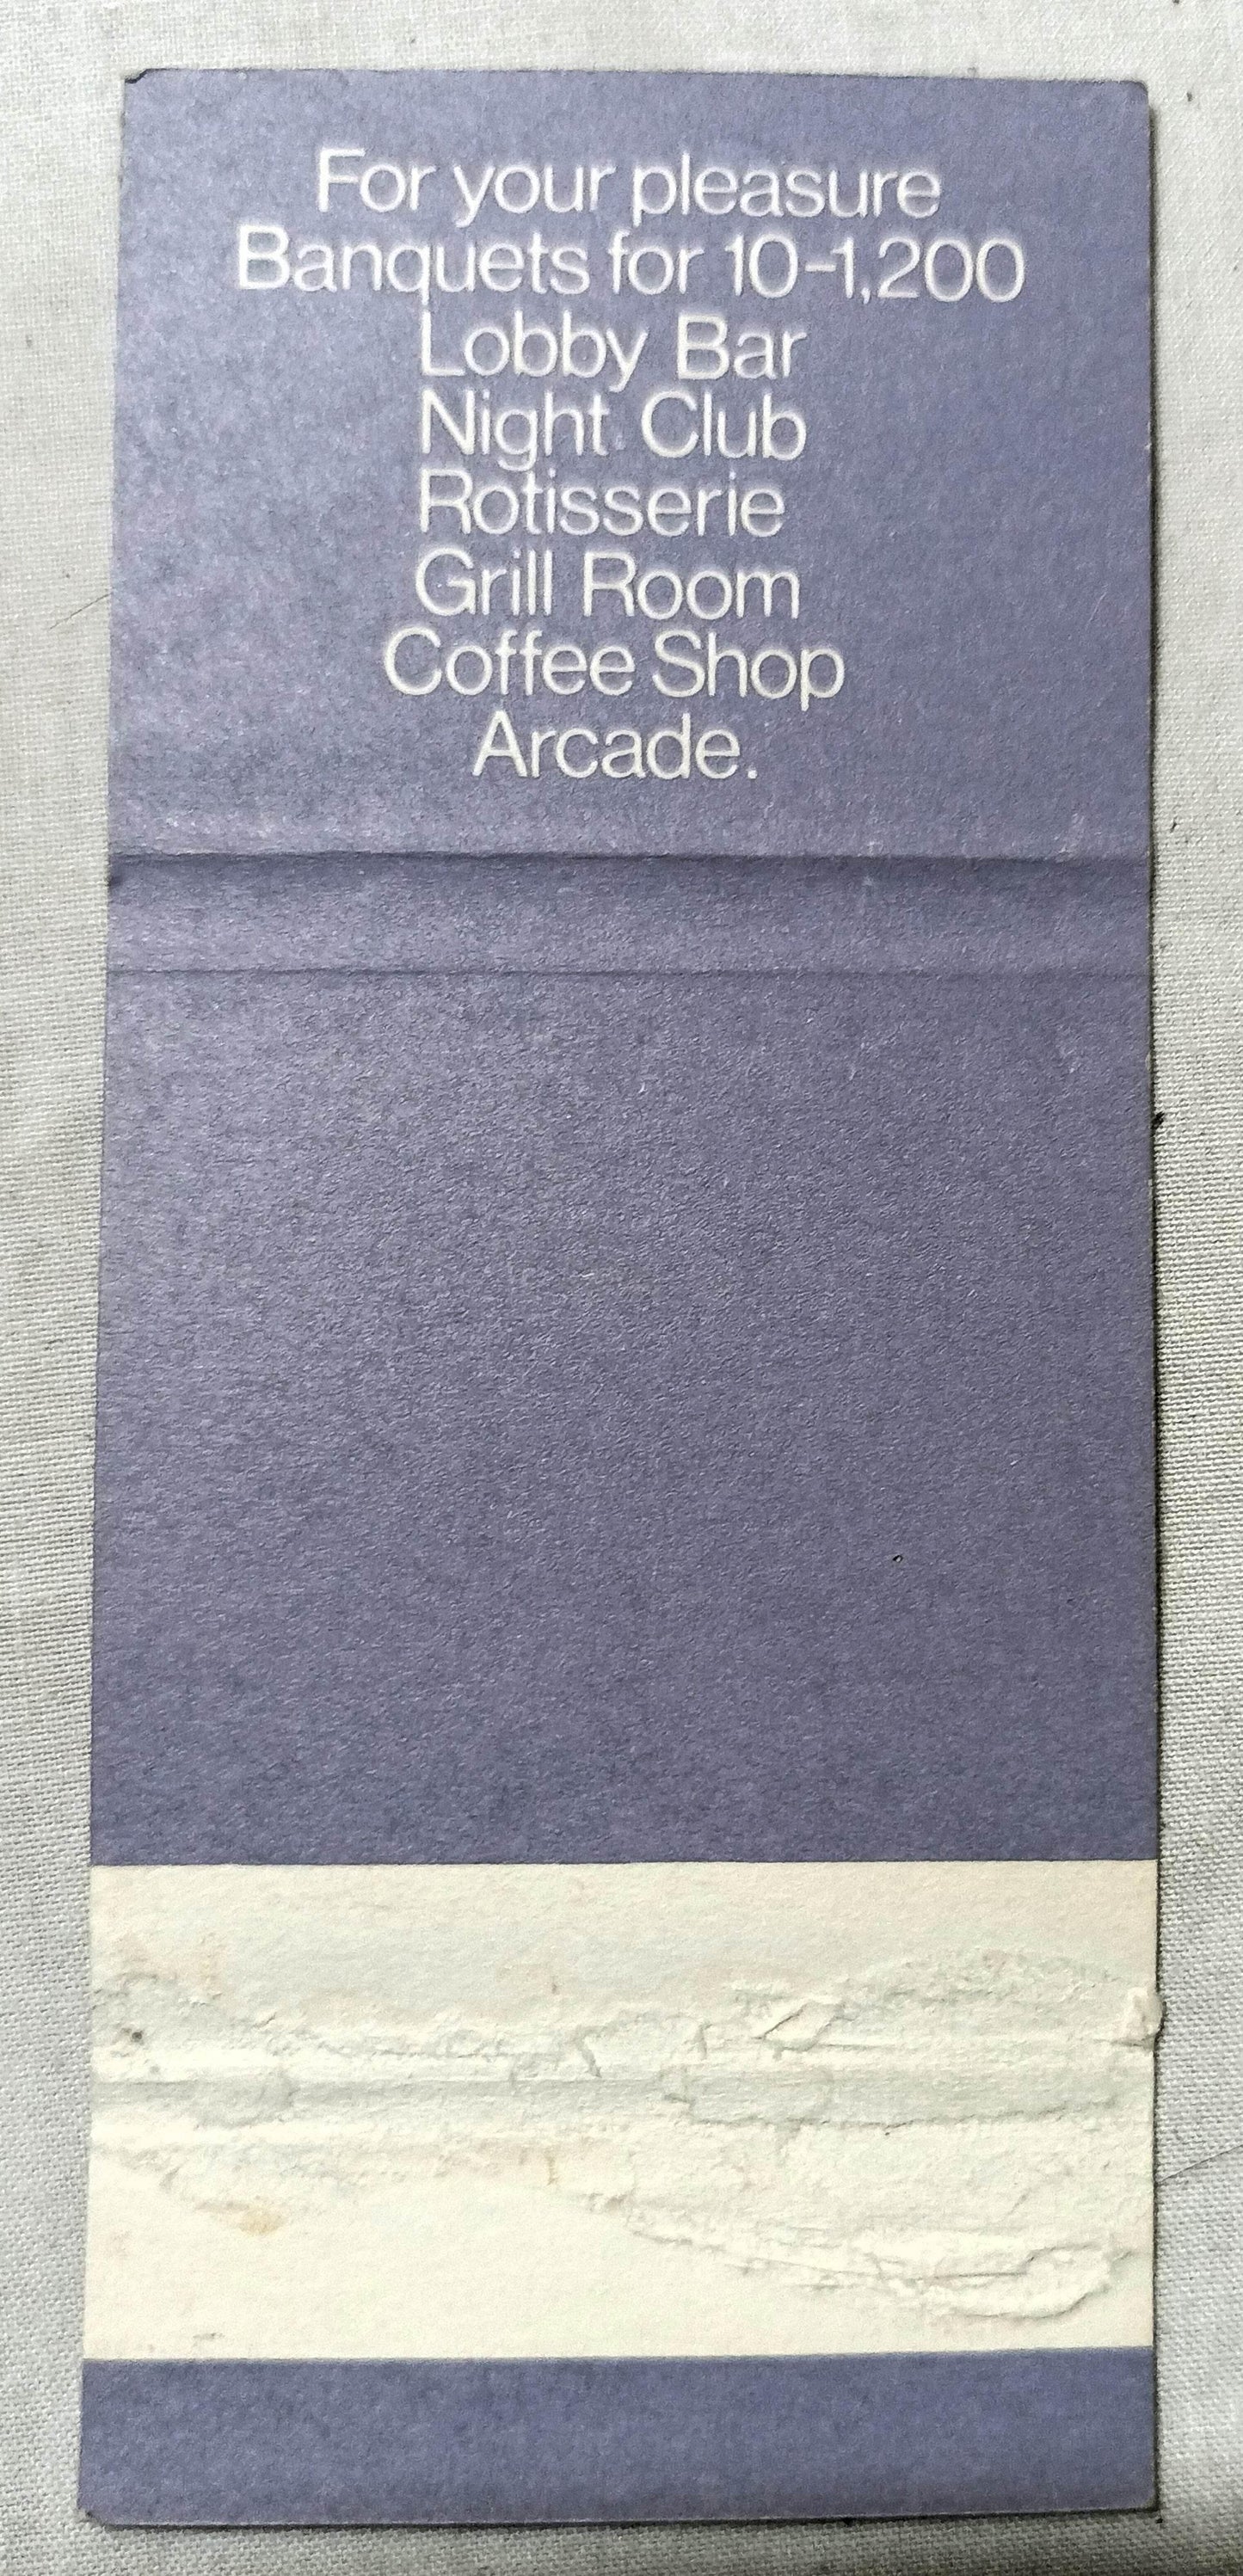 For your pleasure
Banquets for 10-1,200
Lobby Bar
Night Club
Rotisserie
Grill Room
Coffee Shop
Arcade.